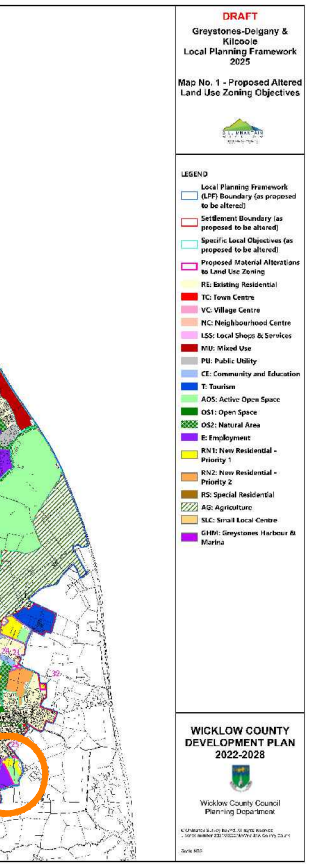 DRAFT
Greystones-Delgany &
Kilcoole
Local Planning Framework
2025
Map No. 1 - Proposed Altered
Land Use Zoning Objectives
LEGEND
Local Planning Framework
(LPF) Boundary (as proposed
to be altered)
Settlement Boundary (as
proposed to be altered)
Specific Local Objectives (as
proposed to be altered)
Proposed Material Alterations
to Land Use Zoning
RE: Existing Residential
TC: Town Centre
VC: Village Centre
NC: Neighbourhood Centre
LSS: Local Shops & Services
MU: Mixed Use
PU: Public Utility
CE: Community and Education
T: Tourism
AOS: Active Open Space
OS1: Open Space
OS2: Natural Area
E: Employment
RN1: New Residential -
Priority 1
RN2: New Residential -
Priority 2
RS: Special Residential
AG: Agriculture
SLC: Small Local Centre
GHM: Greystones Harbour &
Marina
WICKLOW COUNTY
DEVELOPMENT PLAN
2022-2028
Wicklow County Council
Planning Department